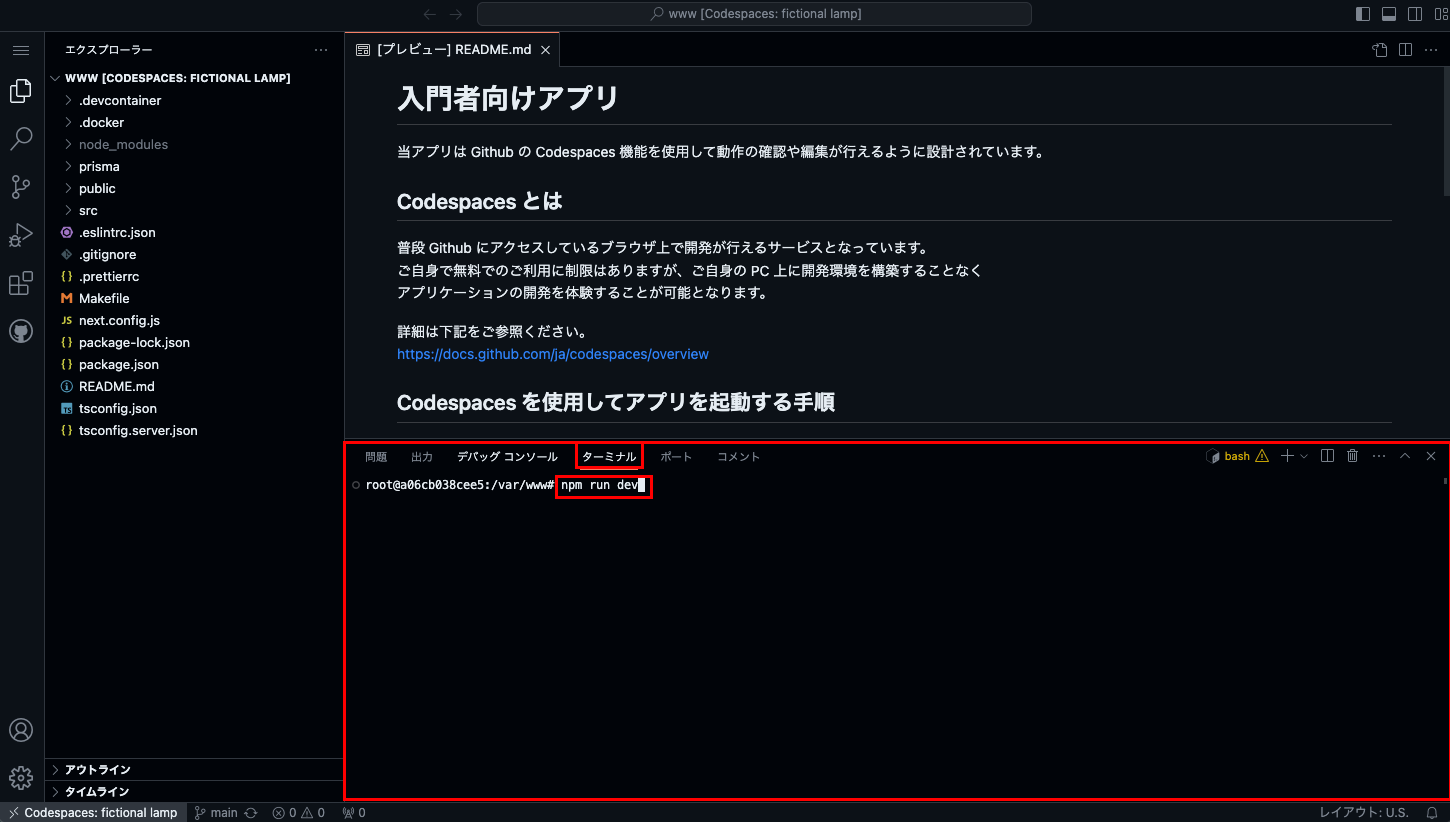 www [Codespaces: fictional lamp]
エクスプローラー
WWW [CODESPACES: FICTIONAL LAMP]
.devcontainer
.docker
node_modules
prisma
public
src
.eslintrc.json
.gitignore
.prettierrc
Makefile
next.config.js
package-lock.json
package.json
README.md
tsconfig.json
tsconfig.server.json
アウトライン
タイムライン
[プレビュー] README.md
入門者向けアプリ
当アプリは Github の Codespaces 機能を使用して動作の確認や編集が行えるように設計されています。
Codespaces とは
普段 Github にアクセスしているブラウザ上で開発が行えるサービスとなっています。
ご自身で無料でのご利用に制限はありますが、ご自身の PC 上に開発環境を構築することなく
アプリケーションの開発を体験することが可能となります。
詳細は下記をご参照ください。
https://docs.github.com/ja/codespaces/overview
Codespaces を使用してアプリを起動する手順
問題 出力 デバッグ コンソール ターミナル ポート コメント bash
root@a06cb038cee5:/var/www# npm run dev
Codespaces: fictional lamp main 0 0 0 レイアウト: U.S.